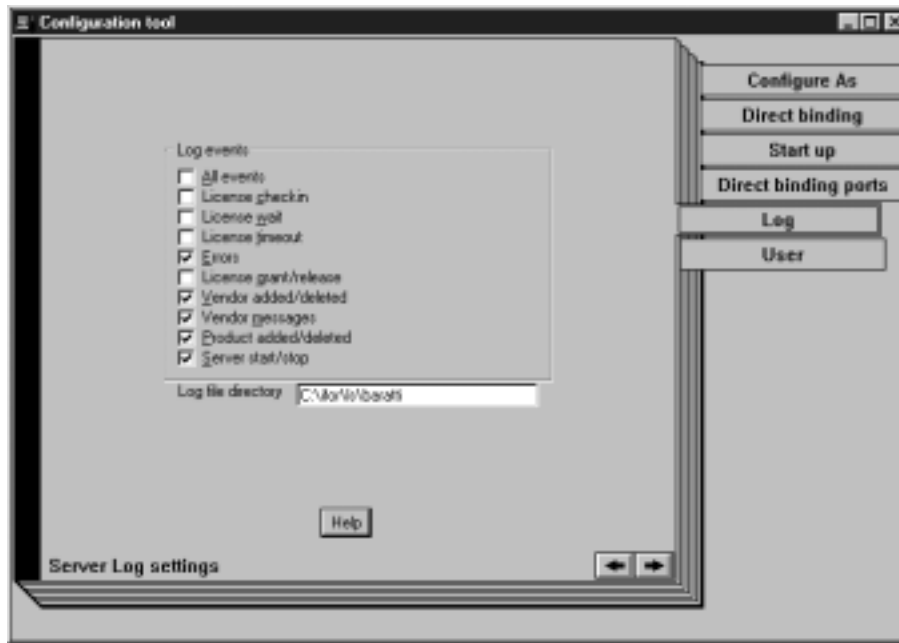 Configuration tool
Configure As
Direct binding
Start up
Direct binding ports
Log
User
Log events
All events
License checkin
License wait
License timeout
Errors
License grant/release
Vendor added/deleted
Vendor messages
Product added/deleted
Server start/stop
Log file directory
Help
Server Log settings